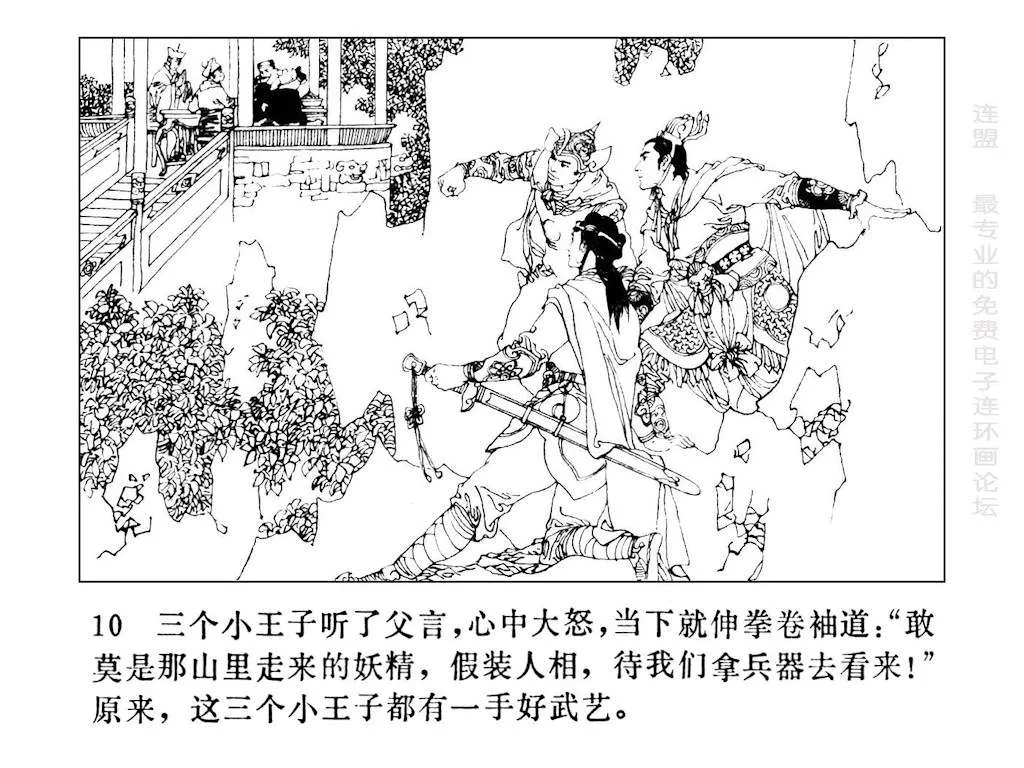 10 三个小王子听了父言,心中大怒,当下就伸拳卷袖道:“敢
莫是那山里走来的妖精，假装人相，待我们拿兵器去看来!”
原来，这三个小王子都有一手好武艺。
连盟 最专业的免费电子连环画论坛